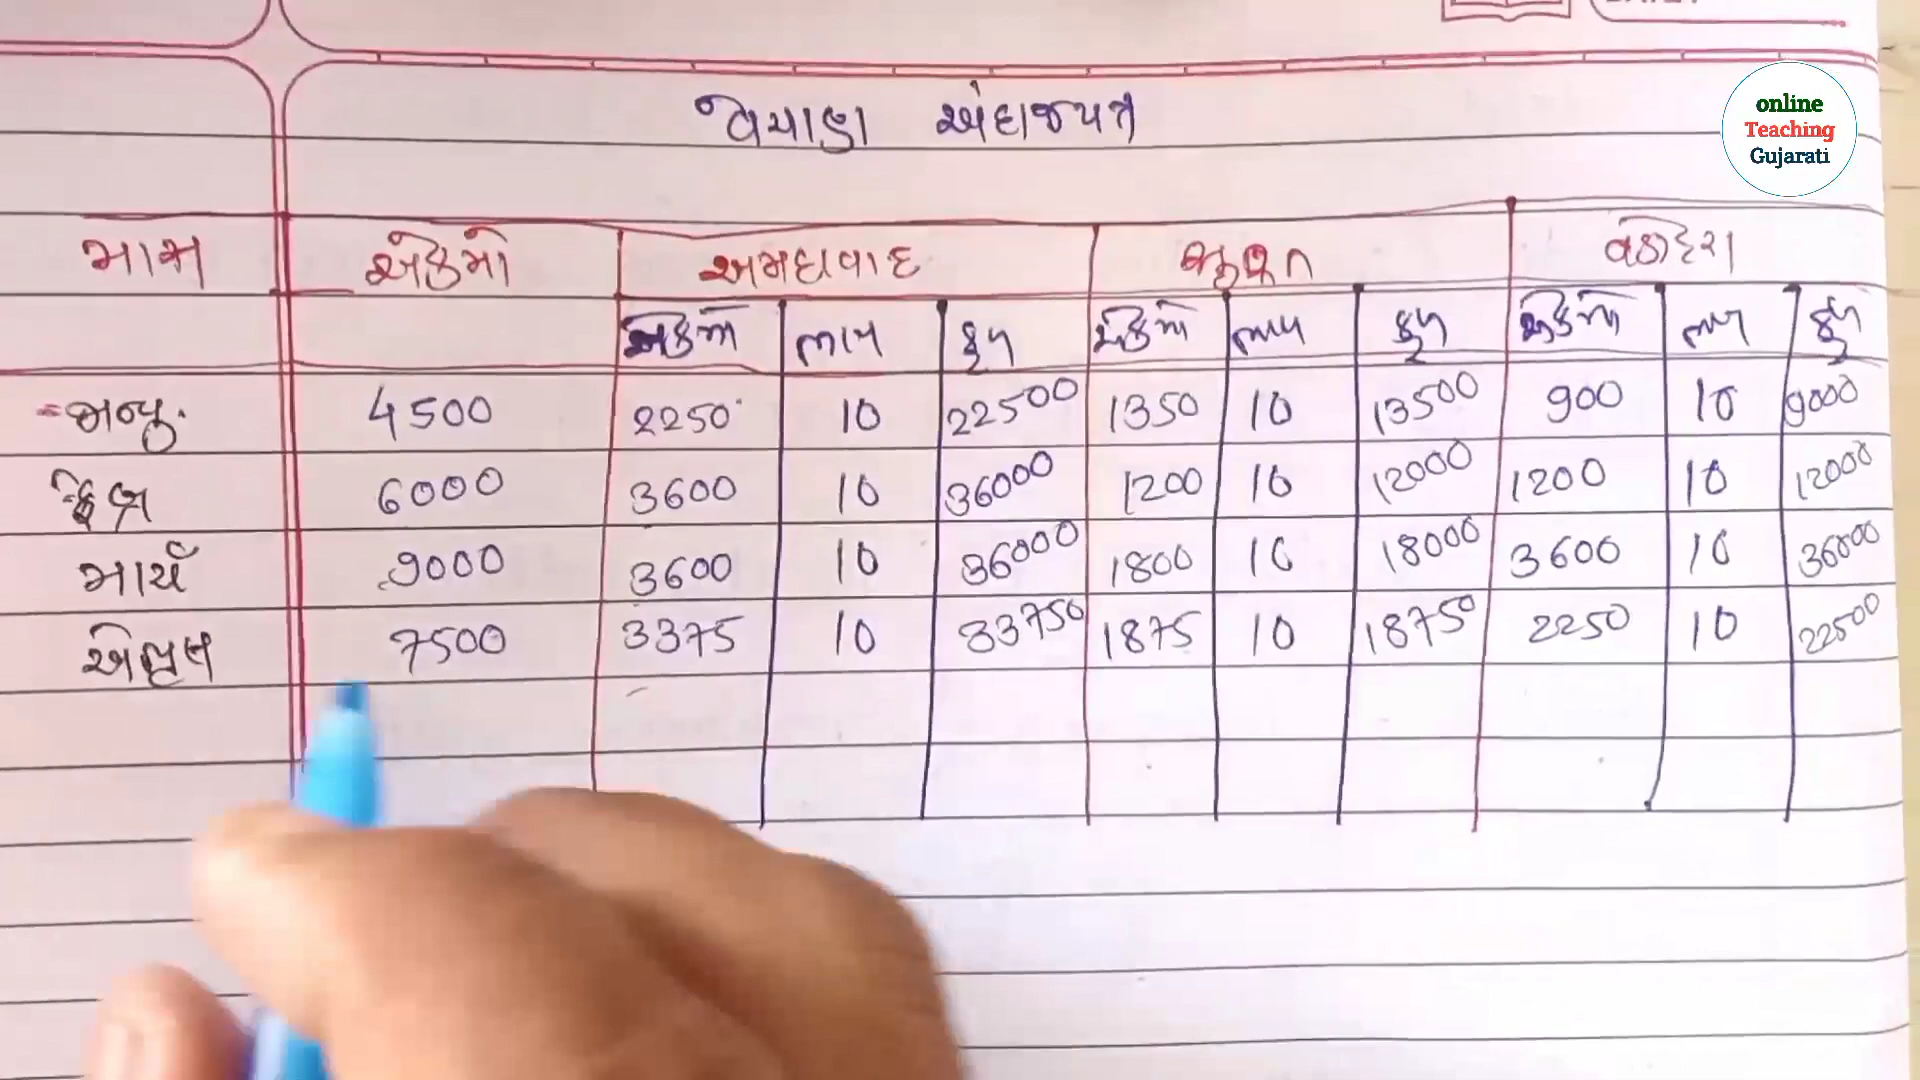 online
Teaching
Gujarati
વેચાણ અંદાજપત્ર
માસ એકમો અમદાવાદ સુરત વડોદરા
એકમો ભાવ કુલ એકમો ભાવ કુલ એકમો ભાવ કુલ
જાન્યુ. 4500 2250 10 22500 1350 10 13500 900 10 9000
ફેબ્રુ 6000 3600 10 36000 1200 10 12000 1200 10 12000
માર્ચ 9000 3600 10 36000 1800 10 18000 3600 10 36000
એપ્રિલ 7500 3375 10 33750 1875 10 18750 2250 10 22500